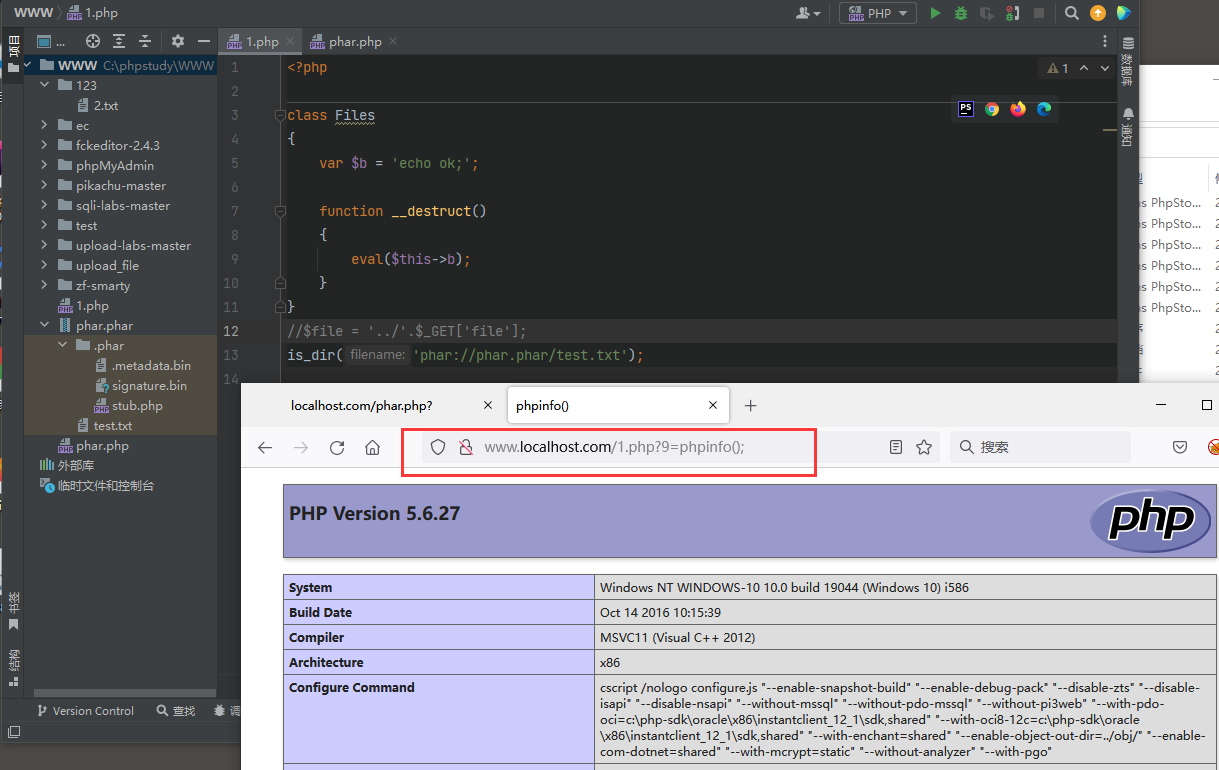 WWW 1.php
PHP
项目
...
1.php
phar.php
WWW C:\phpstudy\WWW
123
2.txt
ec
fckeditor-2.4.3
phpMyAdmin
pikachu-master
sqli-labs-master
test
upload-labs-master
upload_file
zf-smarty
1.php
phar.phar
.phar
.metadata.bin
signature.bin
stub.php
test.txt
phar.php
外部库
临时文件和控制台
书签
结构
Version Control
查找
调
1 <?php
2
3 class Files
4 {
5 var $b = 'echo ok;';
6
7 function __destruct()
8 {
9 eval($this->b);
10 }
11 }
12 //$file = '../'.$_GET['file'];
13 is_dir( filename: 'phar://phar.phar/test.txt');
14
1
PS
数据库
通知
s PhpSto...
s PhpSto...
s PhpSto...
s PhpSto...
s PhpSto...
s PhpSto...
localhost.com/phar.php?
phpinfo()
www.localhost.com/1.php?9=phpinfo();
搜索
PHP Version 5.6.27
php
System Windows NT WINDOWS-10 10.0 build 19044 (Windows 10) i586
Build Date Oct 14 2016 10:15:39
Compiler MSVC11 (Visual C++ 2012)
Architecture x86
Configure Command cscript /nologo configure.js "--enable-snapshot-build" "--enable-debug-pack" "--disable-zts" "--disable-
isapi" "--disable-nsapi" "--without-mssql" "--without-pdo-mssql" "--without-pi3web" "--with-pdo-
oci=c:\php-sdk\oracle\x86\instantclient_12_1\sdk,shared" "--with-oci8-12c=c:\php-sdk\oracle
\x86\instantclient_12_1\sdk,shared" "--with-enchant=shared" "--enable-object-out-dir=../obj/" "--enable-
com-dotnet=shared" "--with-mcrypt=static" "--without-analyzer" "--with-pgo"